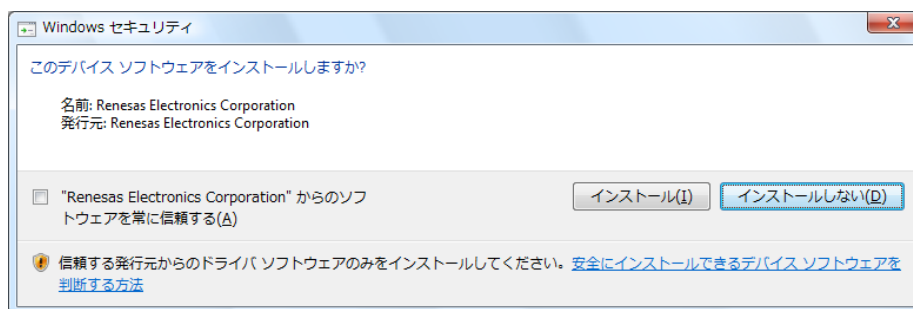 Windows セキュリティ
このデバイス ソフトウェアをインストールしますか?
名前: Renesas Electronics Corporation
発行元: Renesas Electronics Corporation
"Renesas Electronics Corporation" からのソフ
トウェアを常に信頼する(A)
インストール(I)
インストールしない(D)
信頼する発行元からのドライバ ソフトウェアのみをインストールしてください。安全にインストールできるデバイス ソフトウェアを
判断する方法